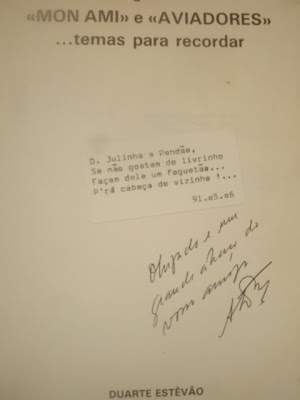 «MON AMI» e «AVIADORES»
...temas para recordar
D. Julinha e Pendão,
Se não gostam do livrinho
Façam dele um foguetão...
P'rá cabeça do vizinho !...
91.05.06
Obrigado e um
grande abraço do
vosso amigo
DUARTE ESTÊVÃO